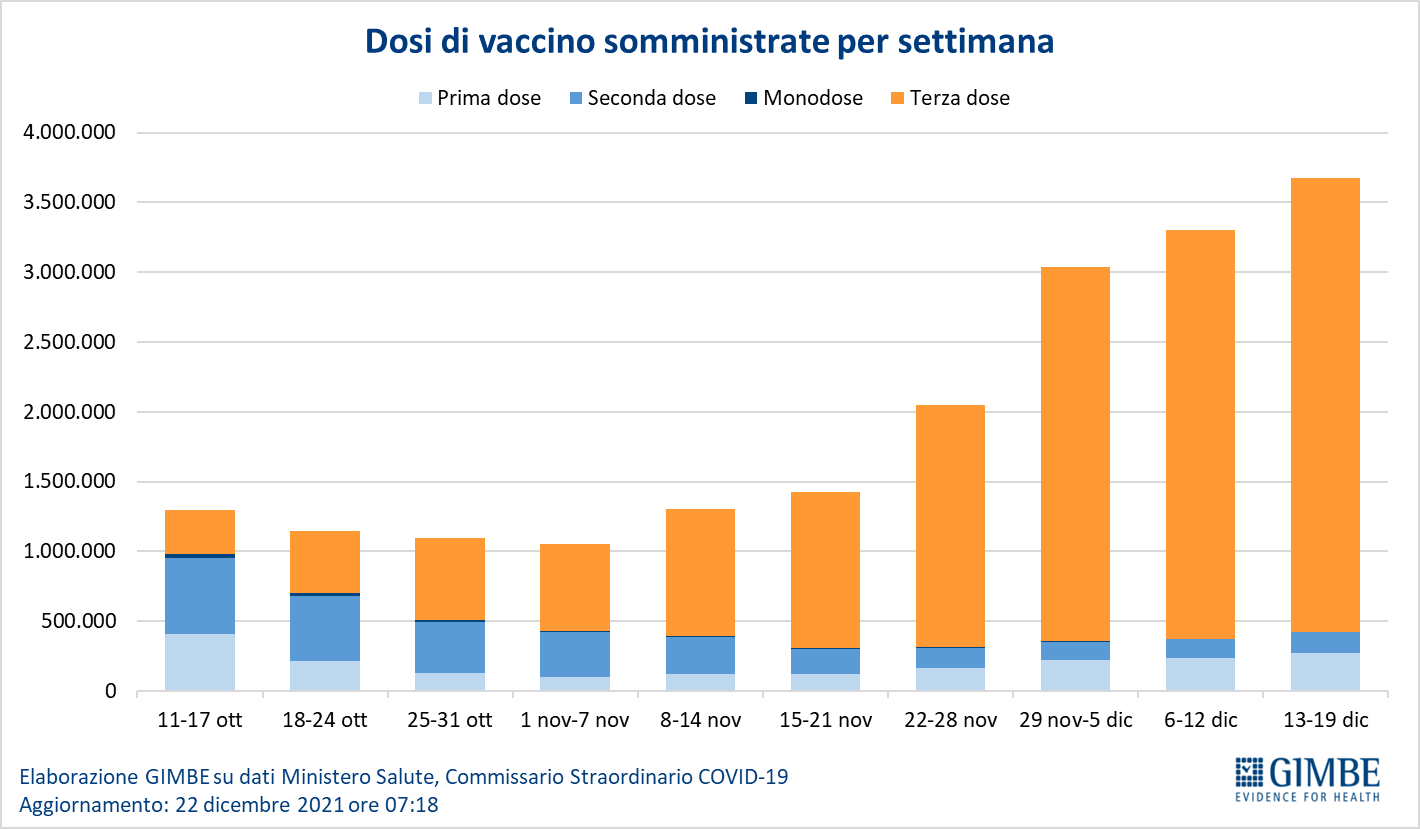 Dosi di vaccino somministrate per settimana
Prima dose Seconda dose Monodose Terza dose
4.000.000
3.500.000
3.000.000
2.500.000
2.000.000
1.500.000
1.000.000
500.000
0
11-17 ott 18-24 ott 25-31 ott 1 nov-7 nov 8-14 nov 15-21 nov 22-28 nov 29 nov-5 dic 6-12 dic 13-19 dic
Elaborazione GIMBE su dati Ministero Salute, Commissario Straordinario COVID-19
Aggiornamento: 22 dicembre 2021 ore 07:18
GIMBE
EVIDENCE FOR HEALTH